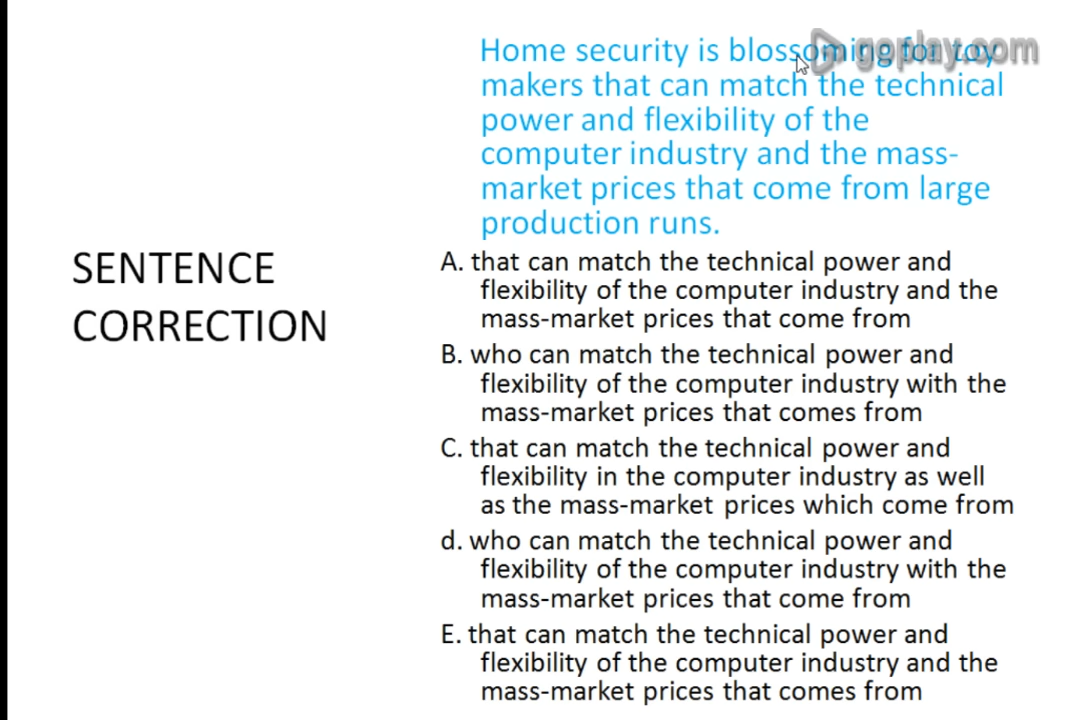 Home security is blossoming for toy
goplay.com
makers that can match the technical
power and flexibility of the
computer industry and the mass-
market prices that come from large
production runs.
SENTENCE
CORRECTION
A. that can match the technical power and
flexibility of the computer industry and the
mass-market prices that come from
B. who can match the technical power and
flexibility of the computer industry with the
mass-market prices that comes from
C. that can match the technical power and
flexibility in the computer industry as well
as the mass-market prices which come from
d. who can match the technical power and
flexibility of the computer industry with the
mass-market prices that come from
E. that can match the technical power and
flexibility of the computer industry and the
mass-market prices that comes from